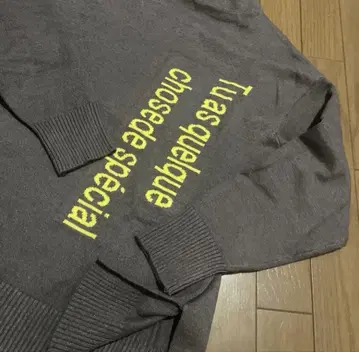 Tu as quelque
chosede spécial